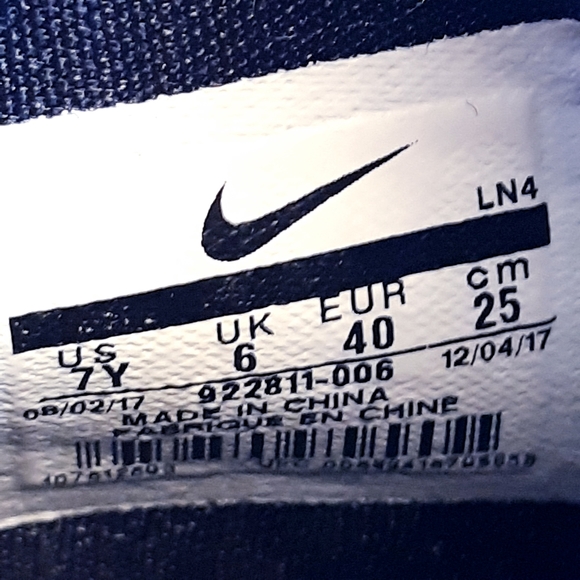 LN4
US UK EUR cm
7Y 6 40 25
08/02/17 922811-006 12/04/17
MADE IN CHINA
FABRIQUE EN CHINE
UPC